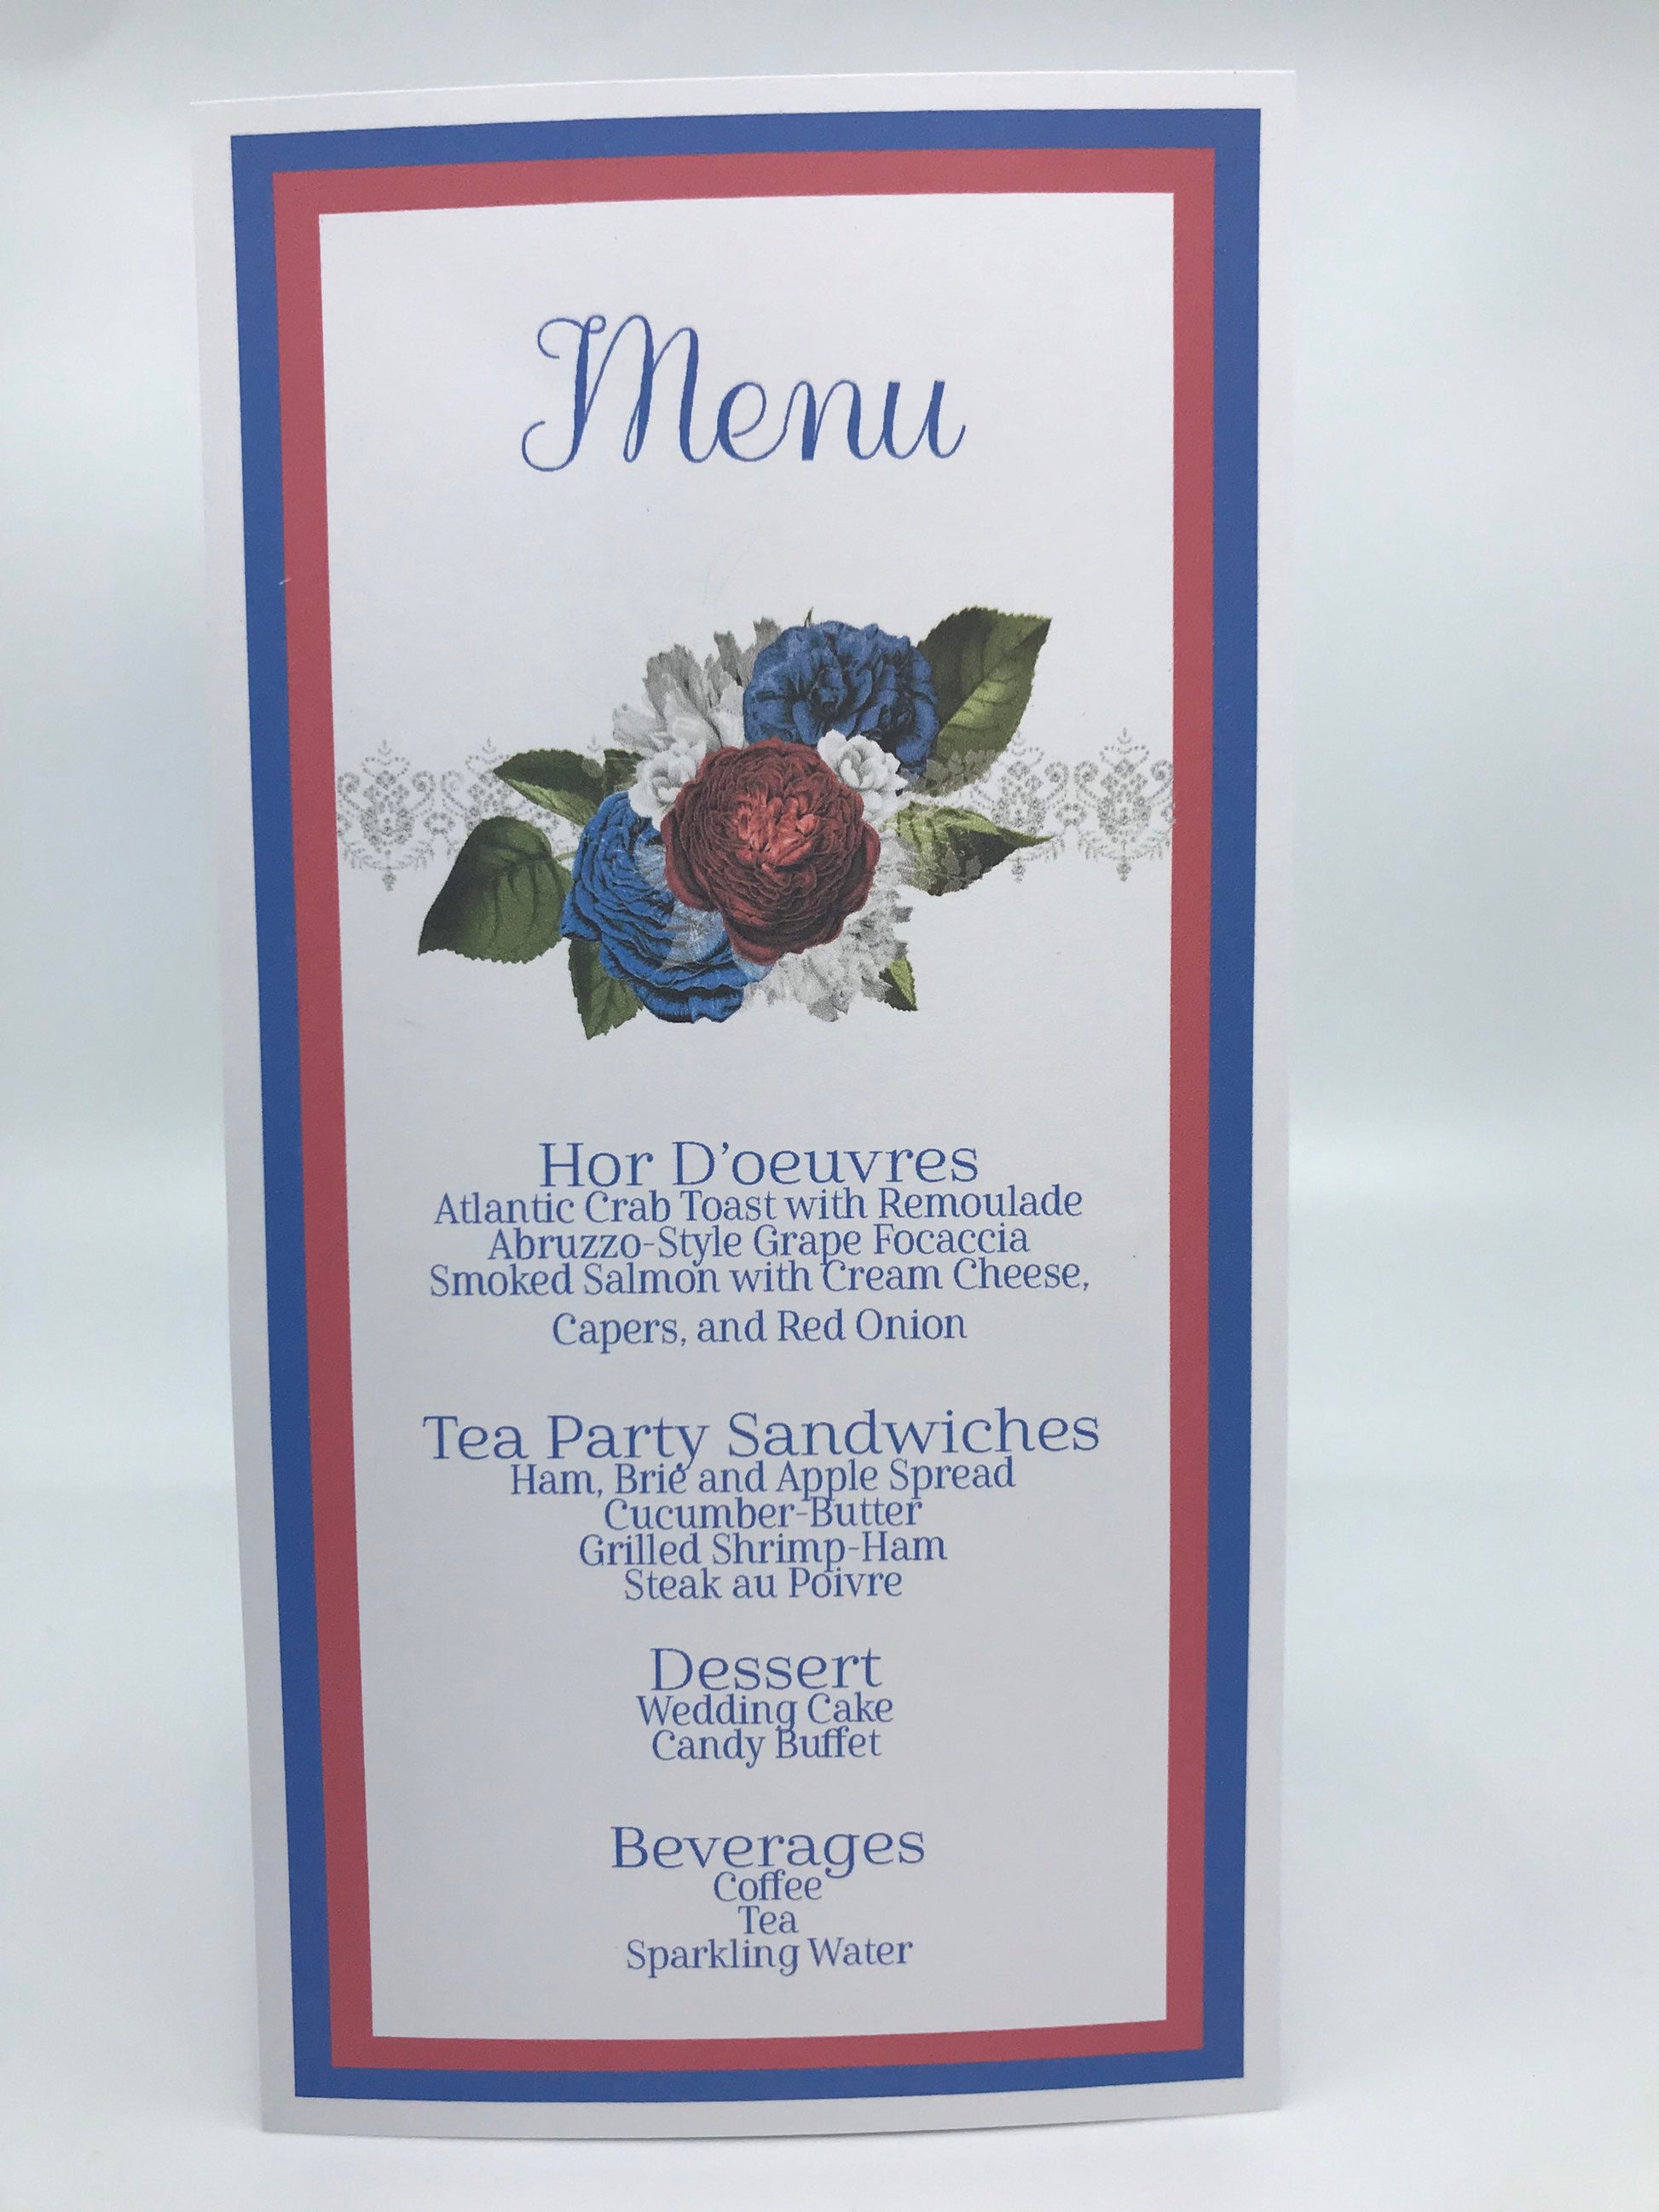 Menu
Hor D'oeuvres
Atlantic Crab Toast with Remoulade
Abruzzo-Style Grape Focaccia
Smoked Salmon with Cream Cheese,
Capers, and Red Onion
Tea Party Sandwiches
Ham, Brie and Apple Spread
Cucumber-Butter
Grilled Shrimp-Ham
Steak au Poivre
Dessert
Wedding Cake
Candy Buffet
Beverages
Coffee
Tea
Sparkling Water